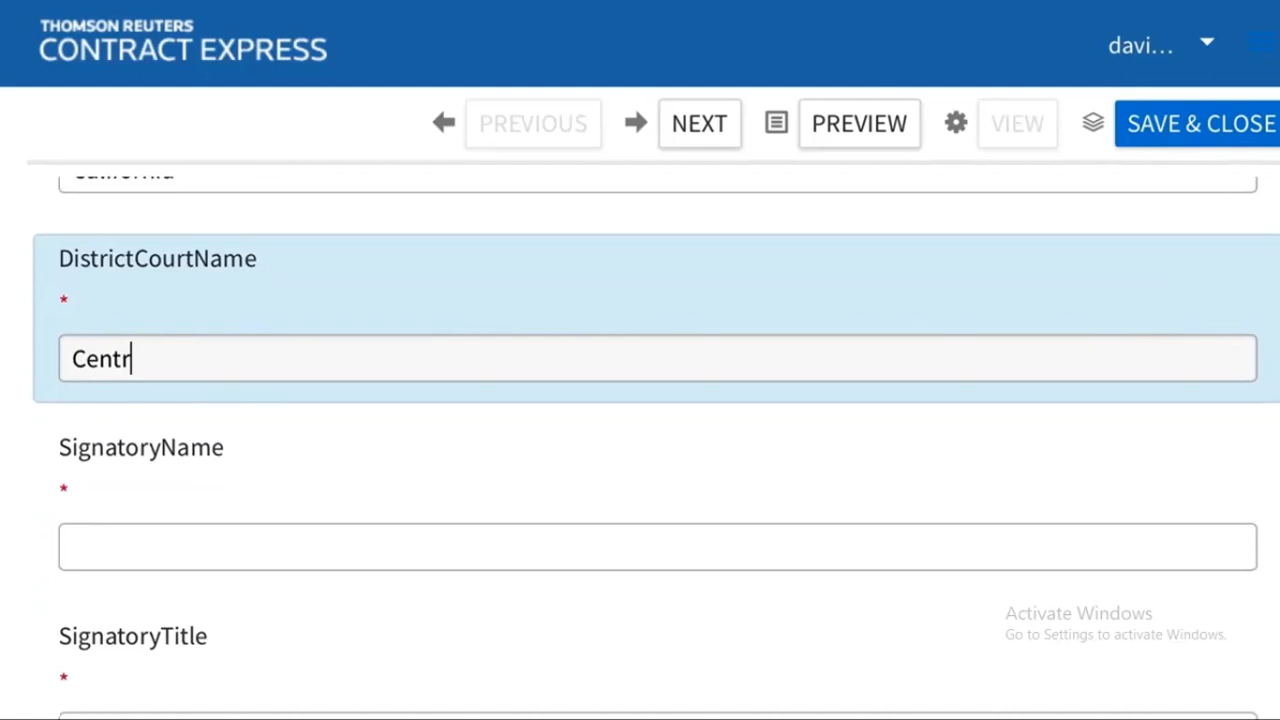 THOMSON REUTERS
CONTRACT EXPRESS
davi...
PREVIOUS
NEXT
PREVIEW
VIEW
SAVE & CLOSE
California
DistrictCourtName
*
Centr
SignatoryName
*
SignatoryTitle
*
Activate Windows
Go to Settings to activate Windows.